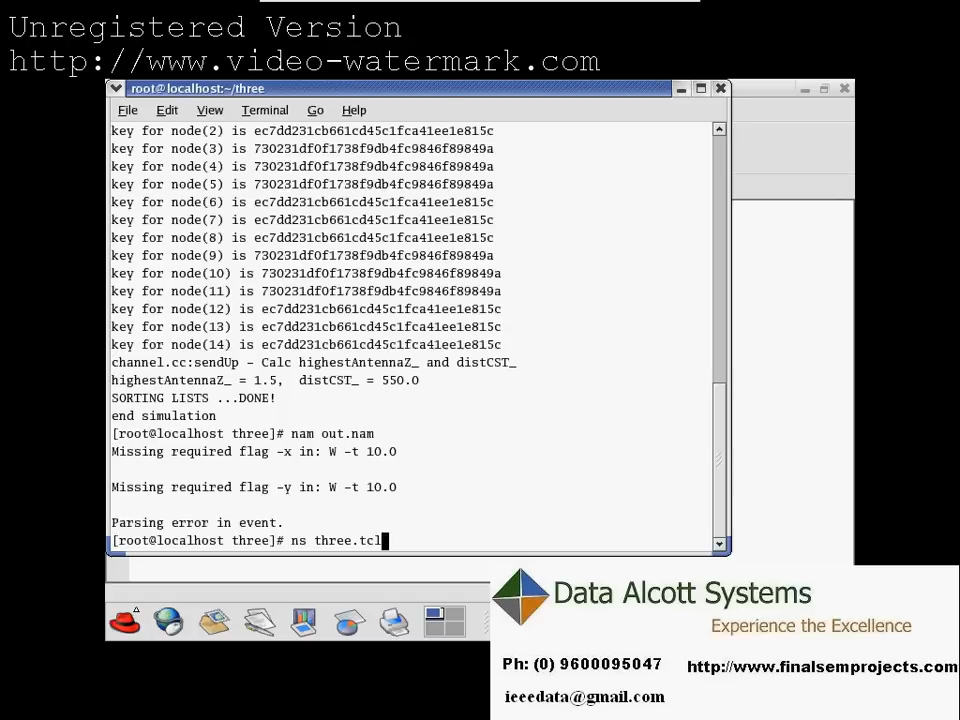 Unregistered Version
http://www.video-watermark.com
root@localhost:~/three
File Edit View Terminal Go Help
key for node(2) is ec7dd231cb661cd45c1fca41ee1e815c
key for node(3) is 730231df0f1738f9db4fc9846f89849a
key for node(4) is 730231df0f1738f9db4fc9846f89849a
key for node(5) is 730231df0f1738f9db4fc9846f89849a
key for node(6) is ec7dd231cb661cd45c1fca41ee1e815c
key for node(7) is ec7dd231cb661cd45c1fca41ee1e815c
key for node(8) is ec7dd231cb661cd45c1fca41ee1e815c
key for node(9) is 730231df0f1738f9db4fc9846f89849a
key for node(10) is 730231df0f1738f9db4fc9846f89849a
key for node(11) is 730231df0f1738f9db4fc9846f89849a
key for node(12) is ec7dd231cb661cd45c1fca41ee1e815c
key for node(13) is ec7dd231cb661cd45c1fca41ee1e815c
key for node(14) is ec7dd231cb661cd45c1fca41ee1e815c
channel.cc:sendUp - Calc highestAntennaZ_ and distCST_
highestAntennaZ_ = 1.5,  distCST_ = 550.0
SORTING LISTS ...DONE!
end simulation
[root@localhost three]# nam out.nam
Missing required flag -x in: W -t 10.0
Missing required flag -y in: W -t 10.0
Parsing error in event.
[root@localhost three]# ns three.tcl
Data Alcott Systems
Experience the Excellence
Ph: (0) 9600095047
http://www.finalsemprojects.com
ieeedata@gmail.com